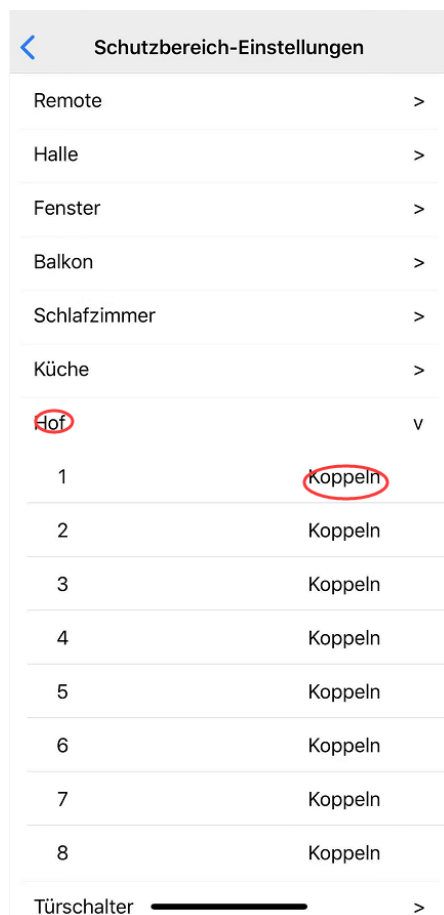 Schutzbereich-Einstellungen
Remote >
Halle >
Fenster >
Balkon >
Schlafzimmer >
Küche >
Hof v
1 Koppeln
2 Koppeln
3 Koppeln
4 Koppeln
5 Koppeln
6 Koppeln
7 Koppeln
8 Koppeln
Türschalter >